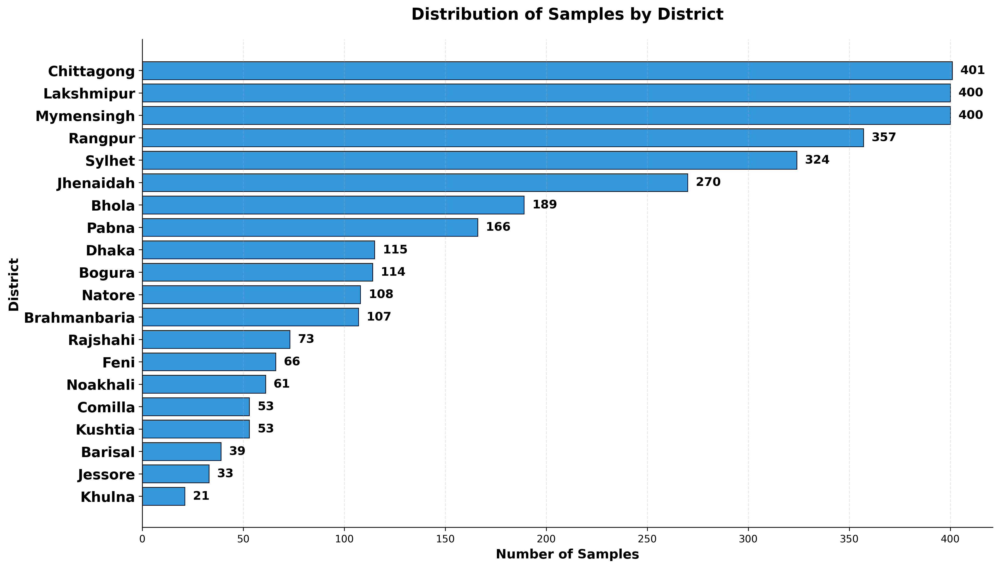 Distribution of Samples by District
Chittagong 401
Lakshmipur 400
Mymensingh 400
Rangpur 357
Sylhet 324
Jhenaidah 270
Bhola 189
Pabna 166
Dhaka 115
Bogura 114
Natore 108
Brahmanbaria 107
Rajshahi 73
Feni 66
Noakhali 61
Comilla 53
Kushtia 53
Barisal 39
Jessore 33
Khulna 21
District
0 50 100 150 200 250 300 350 400
Number of Samples